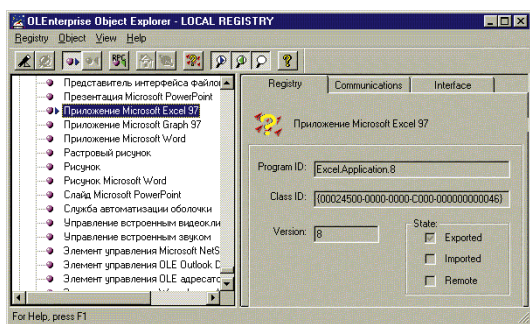 OLEnterprise Object Explorer - LOCAL REGISTRY
Registry Object View Help
RPC
Представитель интерфейса файлов
Презентация Microsoft PowerPoint
Приложение Microsoft Excel 97
Приложение Microsoft Graph 97
Приложение Microsoft Word
Растровый рисунок
Рисунок
Рисунок Microsoft Word
Слайд Microsoft PowerPoint
Служба автоматизации оболочки
Управление встроенным видеокли
Управление встроенным звуком
Элемент управления Microsoft NetS
Элемент управления OLE Outlook D
Элемент управления OLE адресатс
Registry Communications Interface
Приложение Microsoft Excel 97
Program ID: Excel.Application.8
Class ID: {00024500-0000-0000-C000-000000000046}
Version: 8
State:
Exported
Imported
Remote
For Help, press F1